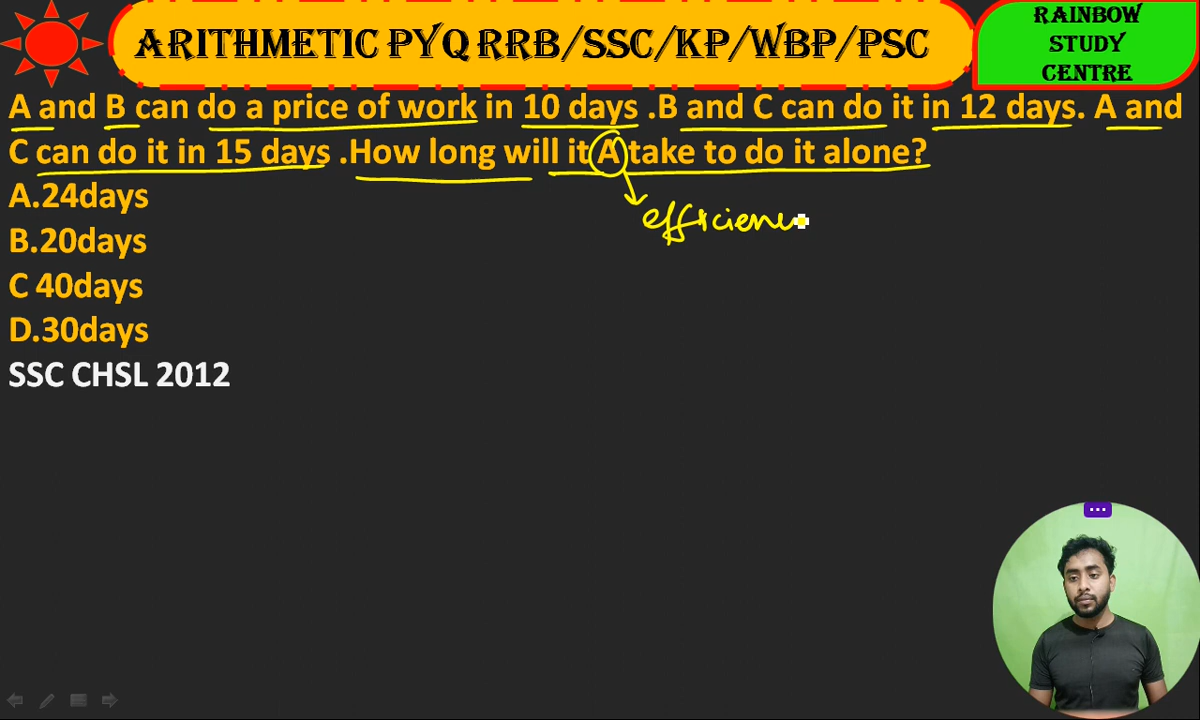 ARITHMETIC PYQ RRB/SSC/KP/WBP/PSC
RAINBOW
STUDY
CENTRE
A and B can do a price of work in 10 days .B and C can do it in 12 days. A and
C can do it in 15 days .How long will it A take to do it alone?
efficienc
A.24days
B.20days
C 40days
D.30days
SSC CHSL 2012